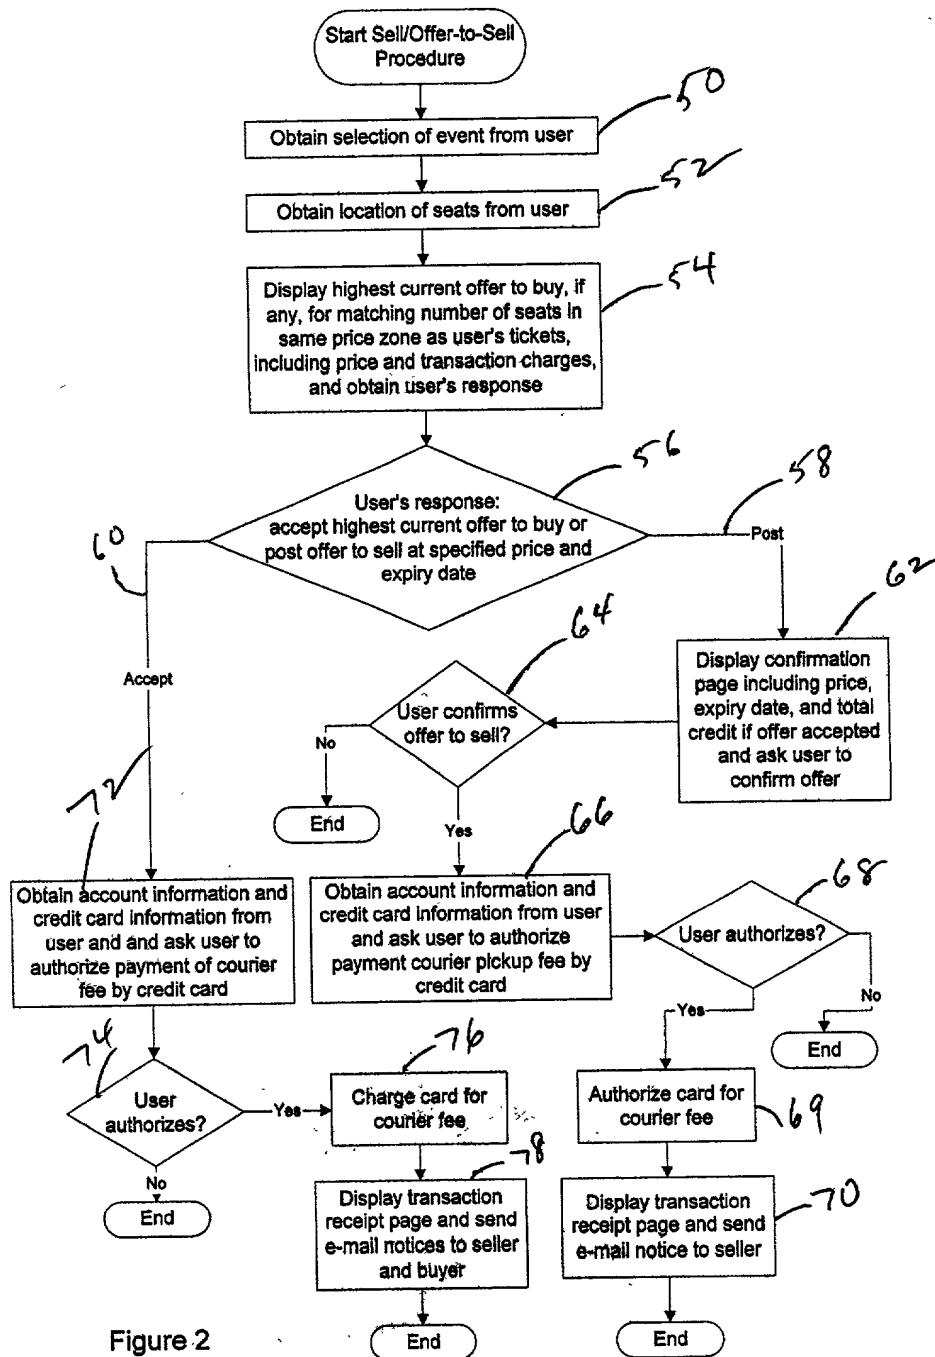 Start Sell/Offer-to-Sell
Procedure
50
Obtain selection of event from user
52
Obtain location of seats from user
54
Display highest current offer to buy, if
any, for matching number of seats in
same price zone as user's tickets,
including price and transaction charges,
and obtain user's response
56
58
User's response:
accept highest current offer to buy or
post offer to sell at specified price and
expiry date
Post
60
62
64
Accept
Display confirmation
page including price,
expiry date, and total
credit if offer accepted
and ask user to
confirm offer
User confirms
offer to sell?
No
End
Yes
72
66
68
Obtain account information and
credit card information from
user and and ask user to
authorize payment of courier
fee by credit card
Obtain account information and
credit card information from user
and ask user to authorize
payment courier pickup fee by
credit card
User authorizes?
Yes
No
End
74
76
User
authorizes?
Yes
Charge card for
courier fee
Authorize card for
courier fee
69
No
End
78
Display transaction
receipt page and send
e-mail notices to seller
and buyer
70
Display transaction
receipt page and send
e-mail notice to seller
End
End
Figure 2